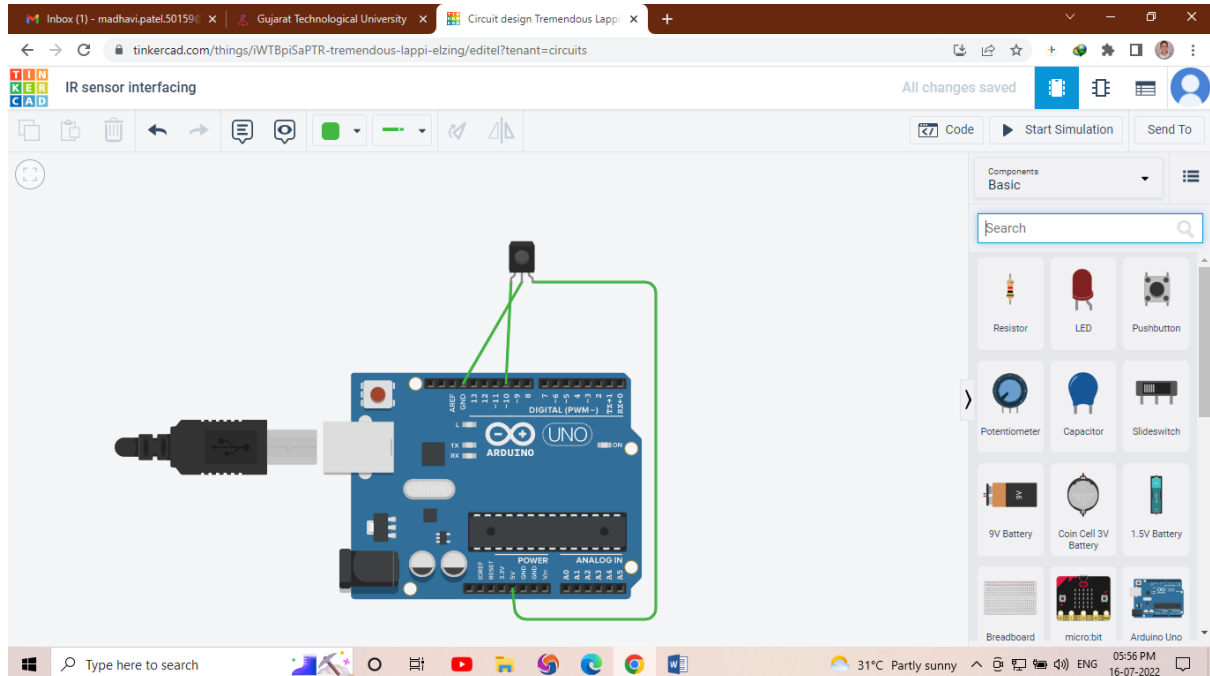 Inbox (1) - madhavi.patel.50159
Gujarat Technological University
Circuit design Tremendous Lappi
tinkercad.com/things/iWTBpiSaPTR-tremendous-lappi-elzing/editel?tenant=circuits
TIN
KER
CAD
IR sensor interfacing
All changes saved
Code
Start Simulation
Send To
Components
Basic
Search
Resistor
LED
Pushbutton
Potentiometer
Capacitor
Slideswitch
9V
9V Battery
Coin Cell 3V
Battery
1.5V Battery
Breadboard
micro:bit
Arduino Uno
AREF
GND
13
12
~11
~10
~9
8
7
~6
~5
4
~3
2
TX→1
RX←0
DIGITAL (PWM~)
L
TX
RX
UNO
ARDUINO
ON
POWER
ANALOG IN
IOREF
RESET
3.3V
5V
GND
GND
Vin
A0
A1
A2
A3
A4
A5
Type here to search
31°C Partly sunny
ENG
05:56 PM
16-07-2022